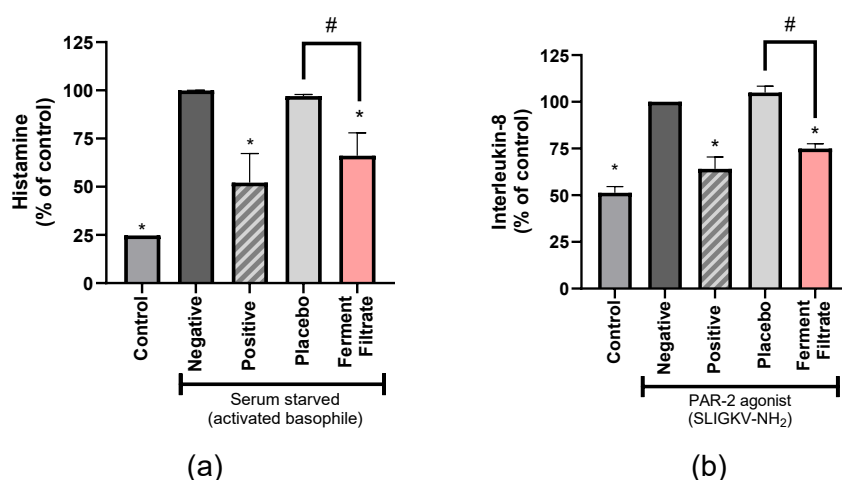 #
125
100
75
50
25
0
Histamine
(% of control)
*
*
*
Control
Negative
Positive
Placebo
Ferment
Filtrate
Serum starved
(activated basophile)
(a)
#
125
100
75
50
25
0
Interleukin-8
(% of control)
*
*
*
Control
Negative
Positive
Placebo
Ferment
Filtrate
PAR-2 agonist
(SLIGKV-NH₂)
(b)